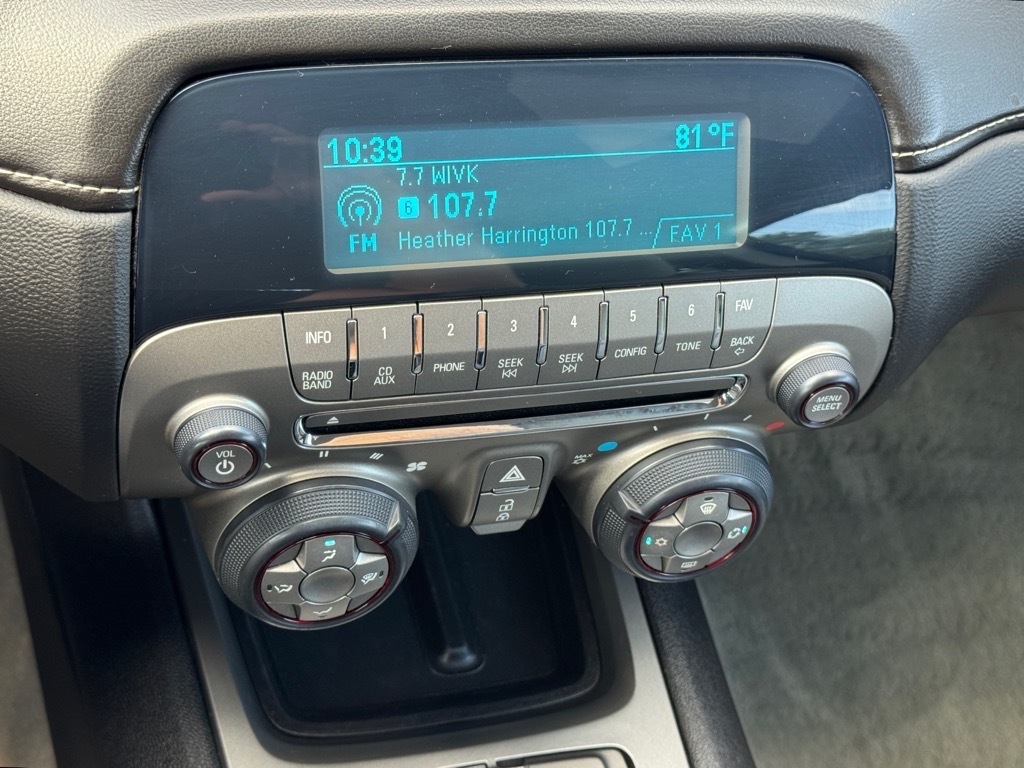 10:39 81°F
7.7 WIVK
6 107.7
FM Heather Harrington 107.7 ... FAV 1
INFO 1 2 3 4 5 6 FAV
RADIO BAND CD AUX PHONE SEEK SEEK CONFIG TONE BACK
MENU SELECT
VOL
MAX